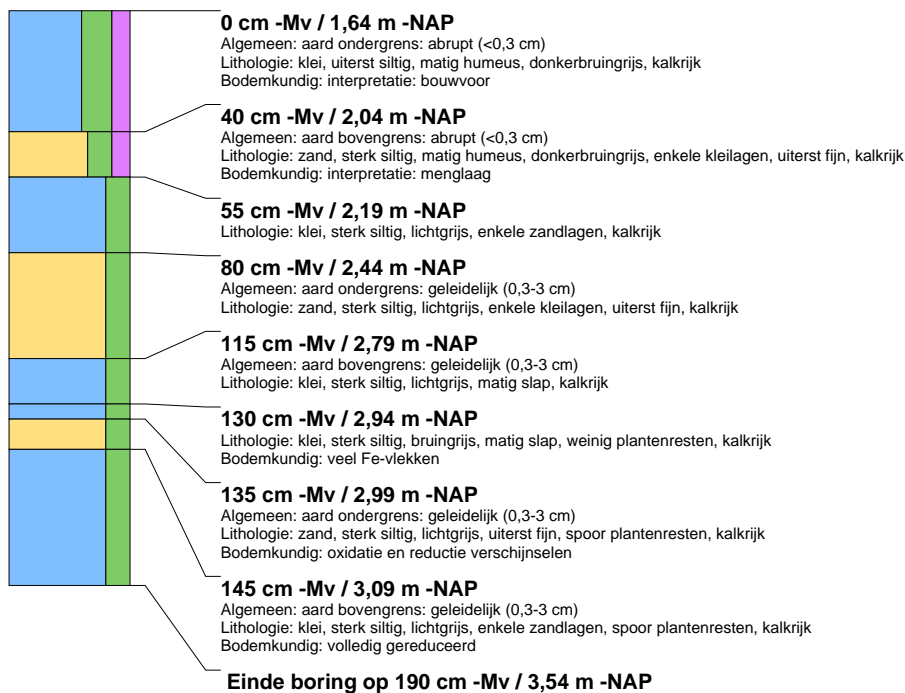 0 cm -Mv / 1,64 m -NAP
Algemeen: aard ondergrens: abrupt (<0,3 cm)
Lithologie: klei, uiterst siltig, matig humeus, donkerbruingrijs, kalkrijk
Bodemkundig: interpretatie: bouwvoor
40 cm -Mv / 2,04 m -NAP
Algemeen: aard bovengrens: abrupt (<0,3 cm)
Lithologie: zand, sterk siltig, matig humeus, donkerbruingrijs, enkele kleilagen, uiterst fijn, kalkrijk
Bodemkundig: interpretatie: menglaag
55 cm -Mv / 2,19 m -NAP
Lithologie: klei, sterk siltig, lichtgrijs, enkele zandlagen, kalkrijk
80 cm -Mv / 2,44 m -NAP
Algemeen: aard ondergrens: geleidelijk (0,3-3 cm)
Lithologie: zand, sterk siltig, lichtgrijs, enkele kleilagen, uiterst fijn, kalkrijk
115 cm -Mv / 2,79 m -NAP
Algemeen: aard bovengrens: geleidelijk (0,3-3 cm)
Lithologie: klei, sterk siltig, lichtgrijs, matig slap, kalkrijk
130 cm -Mv / 2,94 m -NAP
Lithologie: klei, sterk siltig, bruingrijs, matig slap, weinig plantenresten, kalkrijk
Bodemkundig: veel Fe-vlekken
135 cm -Mv / 2,99 m -NAP
Algemeen: aard ondergrens: geleidelijk (0,3-3 cm)
Lithologie: zand, sterk siltig, lichtgrijs, uiterst fijn, spoor plantenresten, kalkrijk
Bodemkundig: oxidatie en reductie verschijnselen
145 cm -Mv / 3,09 m -NAP
Algemeen: aard bovengrens: geleidelijk (0,3-3 cm)
Lithologie: klei, sterk siltig, lichtgrijs, enkele zandlagen, spoor plantenresten, kalkrijk
Bodemkundig: volledig gereduceerd
Einde boring op 190 cm -Mv / 3,54 m -NAP